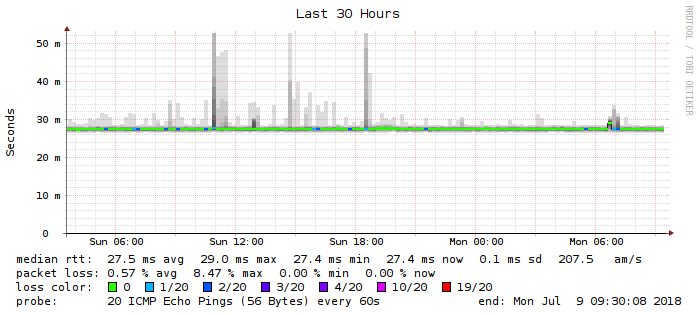 Last 30 Hours
RRDTOOL / TOBI OETIKER
Seconds
50 m
40 m
30 m
20 m
10 m
0
Sun 06:00 Sun 12:00 Sun 18:00 Mon 00:00 Mon 06:00
median rtt: 27.5 ms avg 29.0 ms max 27.4 ms min 27.4 ms now 0.1 ms sd 207.5 am/s
packet loss: 0.57 % avg 8.47 % max 0.00 % min 0.00 % now
loss color: 0 1/20 2/20 3/20 4/20 10/20 19/20
probe: 20 ICMP Echo Pings (56 Bytes) every 60s end: Mon Jul 9 09:30:08 2018